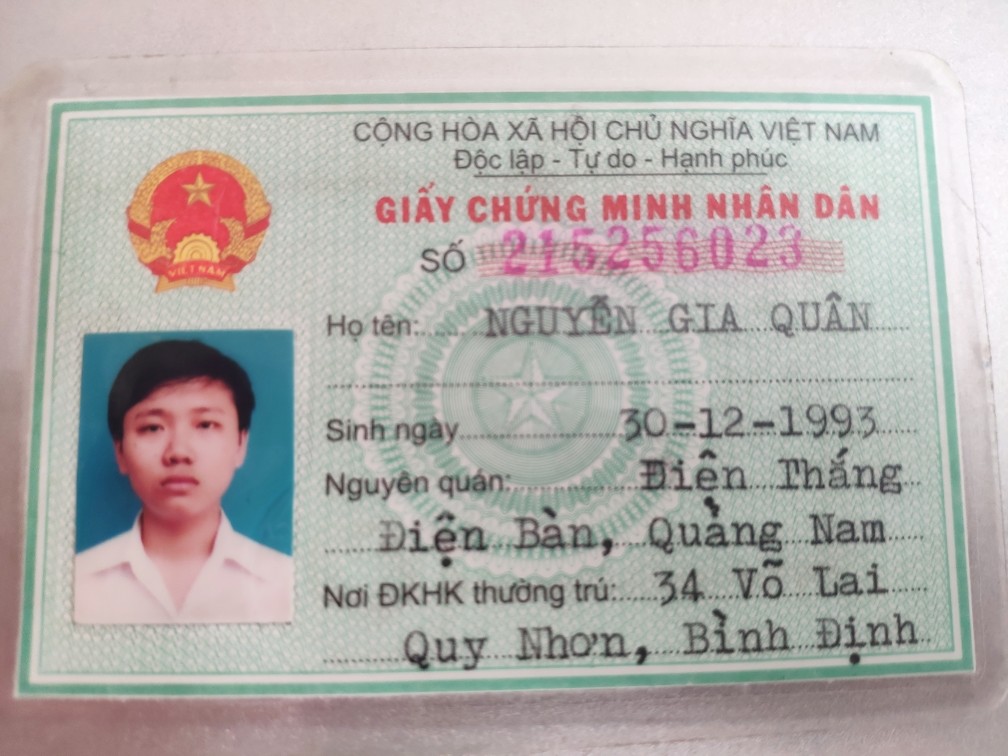 CỘNG HÒA XÃ HỘI CHỦ NGHĨA VIỆT NAM
Độc lập - Tự do - Hạnh phúc
GIẤY CHỨNG MINH NHÂN DÂN
SỐ 215256023
VIỆT NAM
Họ tên: NGUYỄN GIA QUÂN
Sinh ngày 30-12-1993
Nguyên quán: Điện Thắng
Điện Bàn, Quảng Nam
Nơi ĐKHK thường trú: 34 Võ Lai
Quy Nhơn, Bình Định